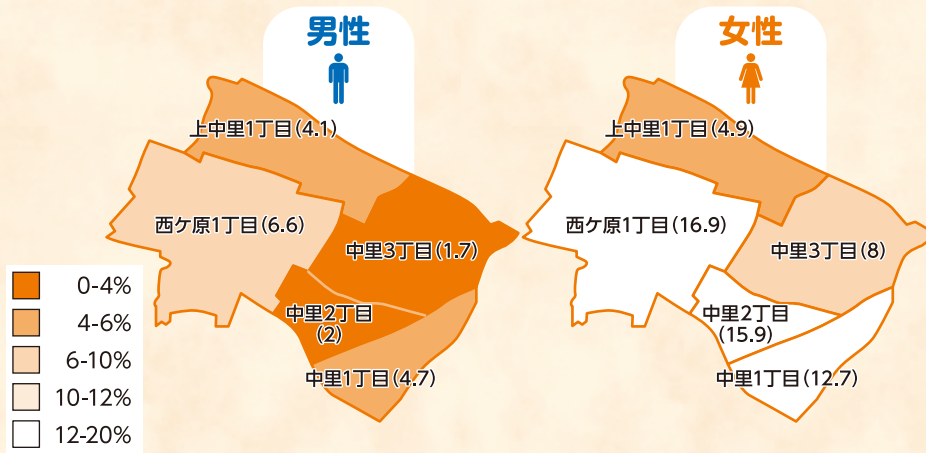 男性
女性
上中里1丁目(4.1)
西ケ原1丁目(6.6)
中里3丁目(1.7)
中里2丁目
(2)
中里1丁目(4.7)
上中里1丁目(4.9)
西ケ原1丁目(16.9)
中里3丁目(8)
中里2丁目
(15.9)
中里1丁目(12.7)
0-4%
4-6%
6-10%
10-12%
12-20%